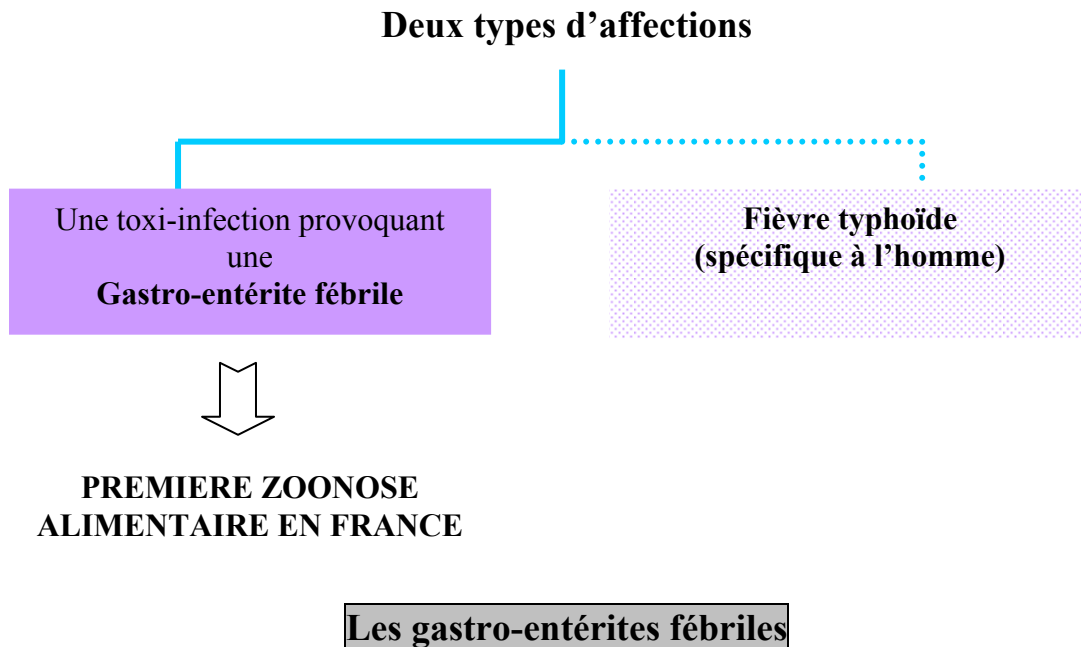 Deux types d’affections
Une toxi-infection provoquant
une
Gastro-entérite fébrile
Fièvre typhoïde
(spécifique à l’homme)
PREMIERE ZOONOSE
ALIMENTAIRE EN FRANCE
Les gastro-entérites fébriles